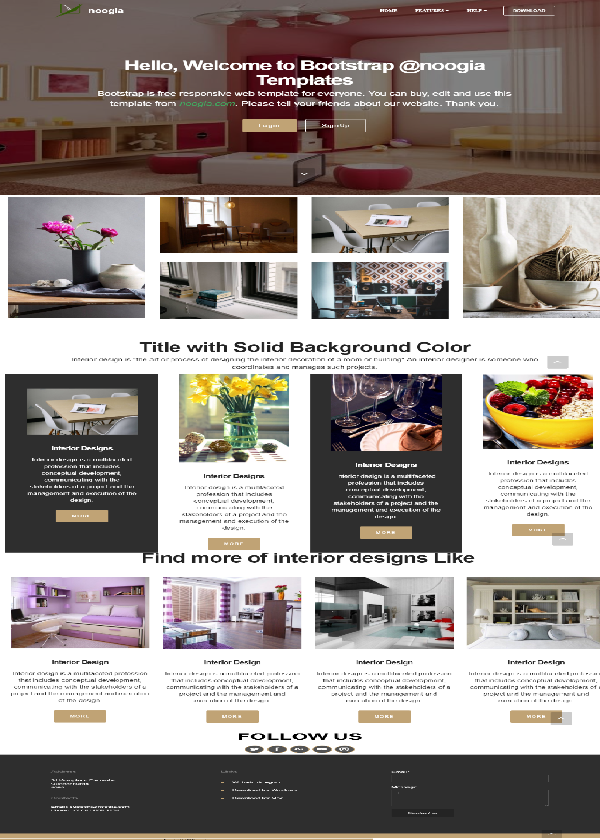 noogia HOME FEATURES HELP DOWNLOAD
Hello, Welcome to Bootstrap @noogia
Templates
Bootstrap is free responsive web template for everyone. You can buy, edit and use this
template from noogia.com. Please tell your friends about our website. Thank you.
Sign Up
Title with Solid Background Color
Interior design is "the art or process of designing the interior decoration of a room or building". An interior designer is someone who
coordinates and manages such projects.
Interior Designs
Interior design is a multifaceted
profession that includes
conceptual development,
communicating with the
stakeholders of a project and the
management and execution of the
design.
MORE
Interior Designs
Interior design is a multifaceted
profession that includes
conceptual development,
communicating with the
stakeholders of a project and the
management and execution of the
design.
MORE
Interior Designs
Interior design is a multifaceted
profession that includes
conceptual development,
communicating with the
stakeholders of a project and the
management and execution of the
design.
MORE
Interior Designs
Interior design is a multifaceted
profession that includes
conceptual development,
communicating with the
stakeholders of a project and the
management and execution of the
design.
Find more of interior designs Like
Interior Design
Interior design is a multifaceted profession
that includes conceptual development,
communicating with the stakeholders of a
project and the management and execution
of the design.
MORE
Interior Design
Interior design is a multifaceted profession
that includes conceptual development,
communicating with the stakeholders of a
project and the management and
execution of the design.
MORE
Interior Design
Interior design is a multifaceted profession
that includes conceptual development,
communicating with the stakeholders of a
project and the management and
execution of the design.
MORE
Interior Design
Interior design is a multifaceted profession
that includes conceptual development,
communicating with the stakeholders of a
project and the management and
execution of the design.
MORE
FOLLOW US